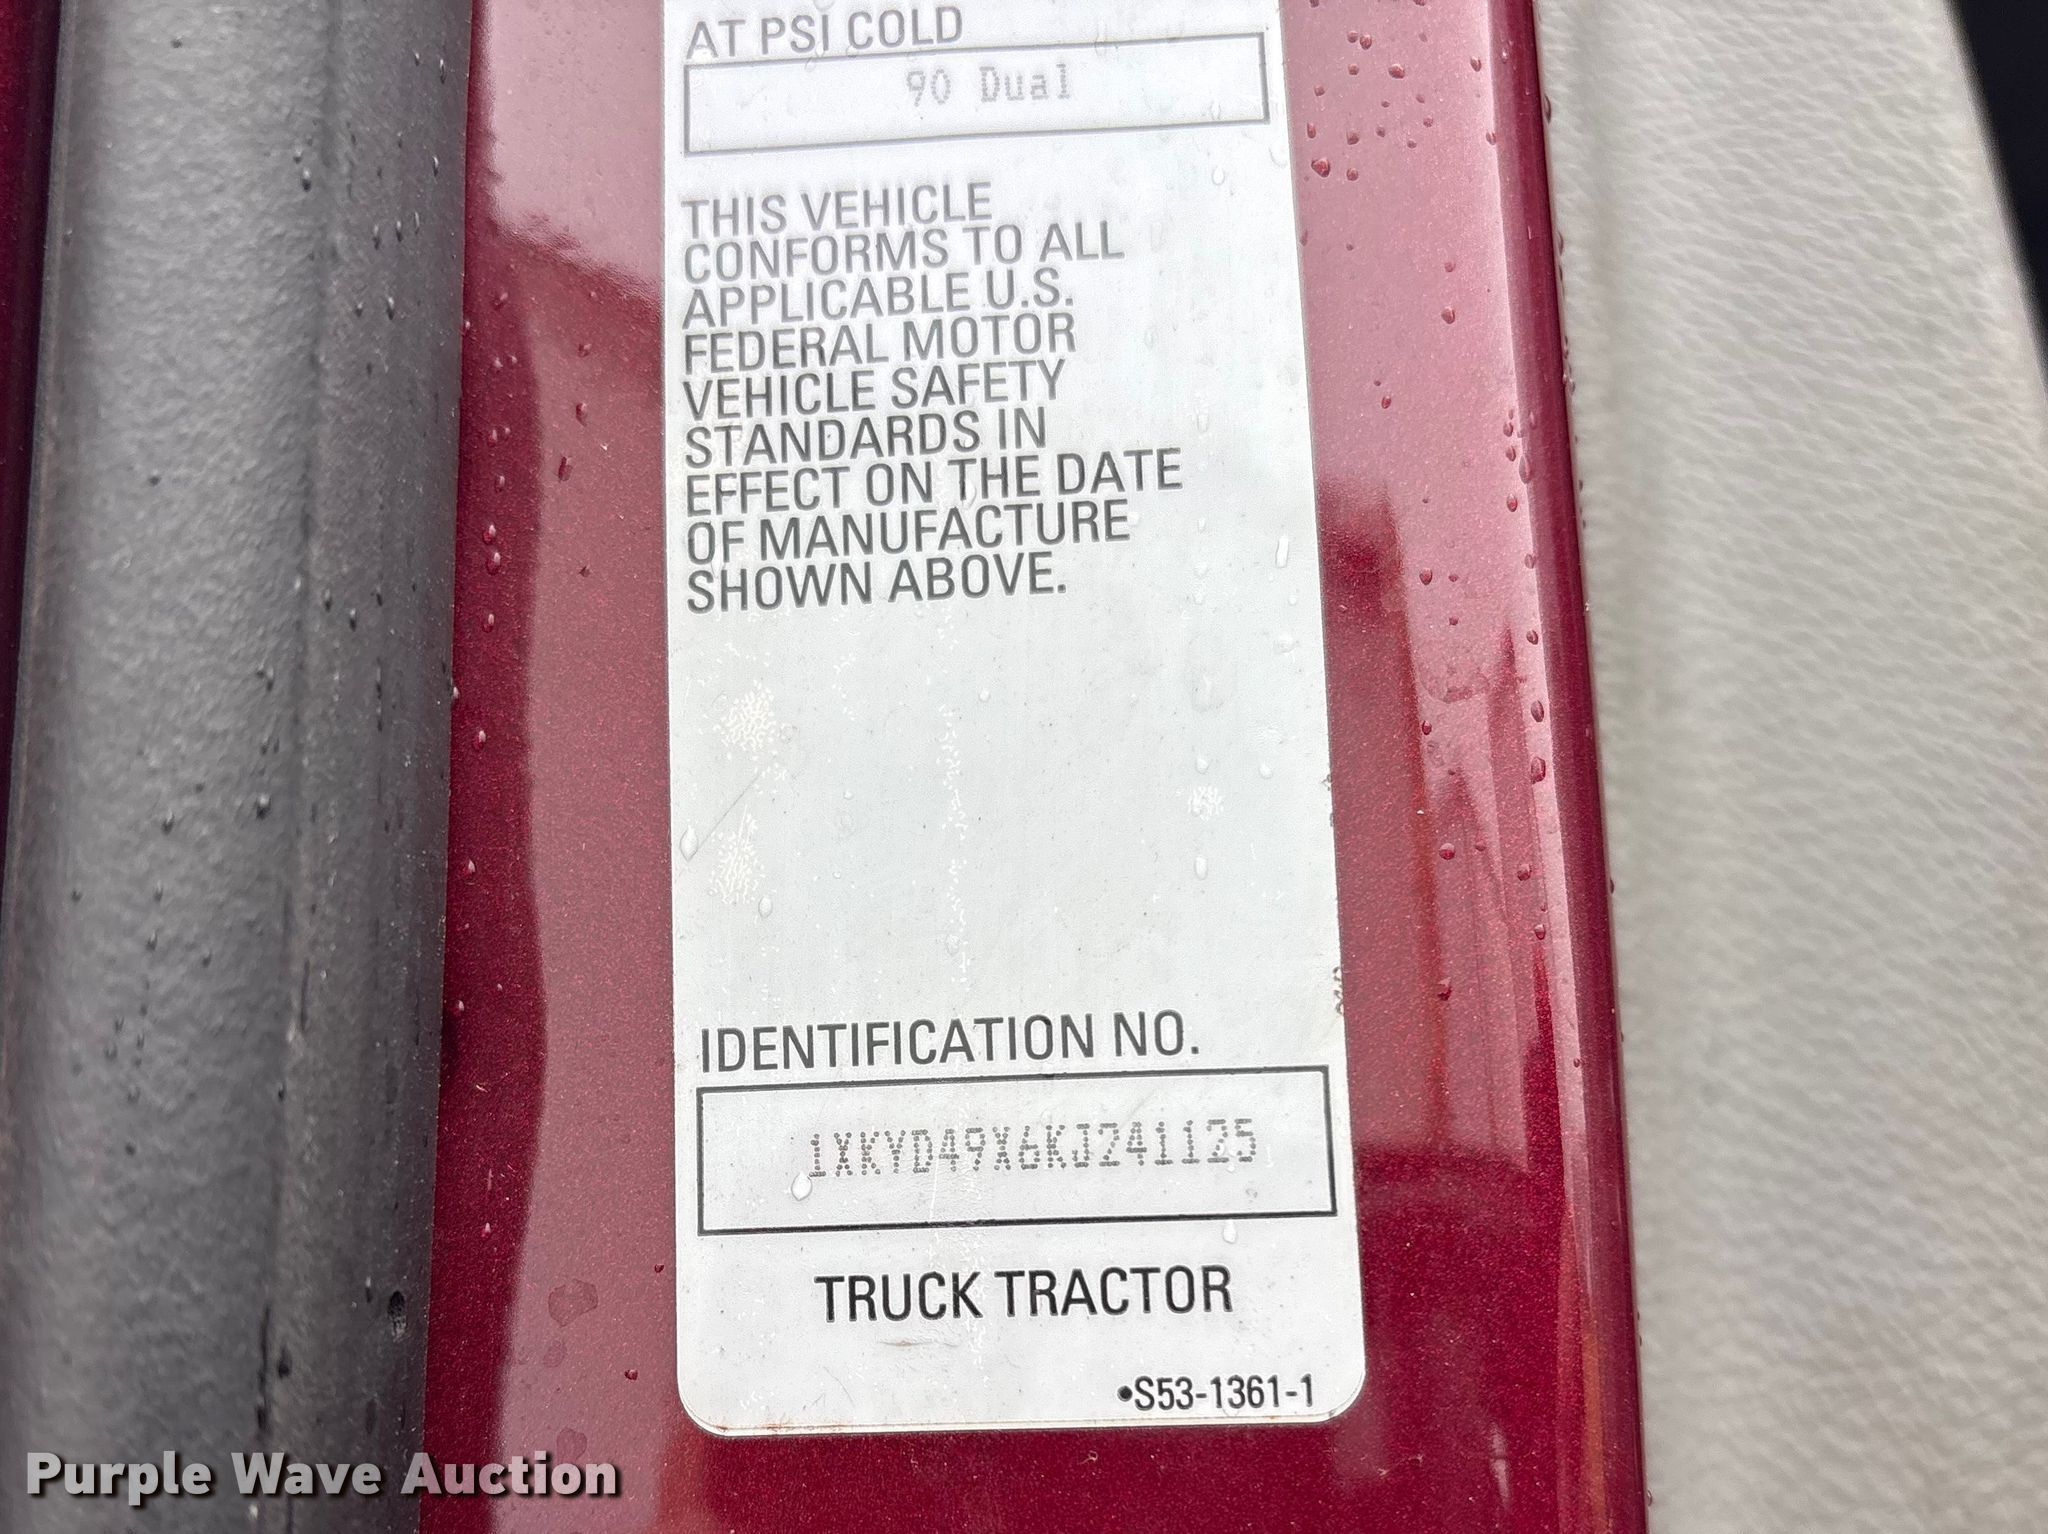 AT PSI COLD
90 Dual
THIS VEHICLE
CONFORMS TO ALL
APPLICABLE U.S.
FEDERAL MOTOR
VEHICLE SAFETY
STANDARDS IN
EFFECT ON THE DATE
OF MANUFACTURE
SHOWN ABOVE.
IDENTIFICATION NO.
1XKYD49X6KJ241125
TRUCK TRACTOR
•S53-1361-1
Purple Wave Auction